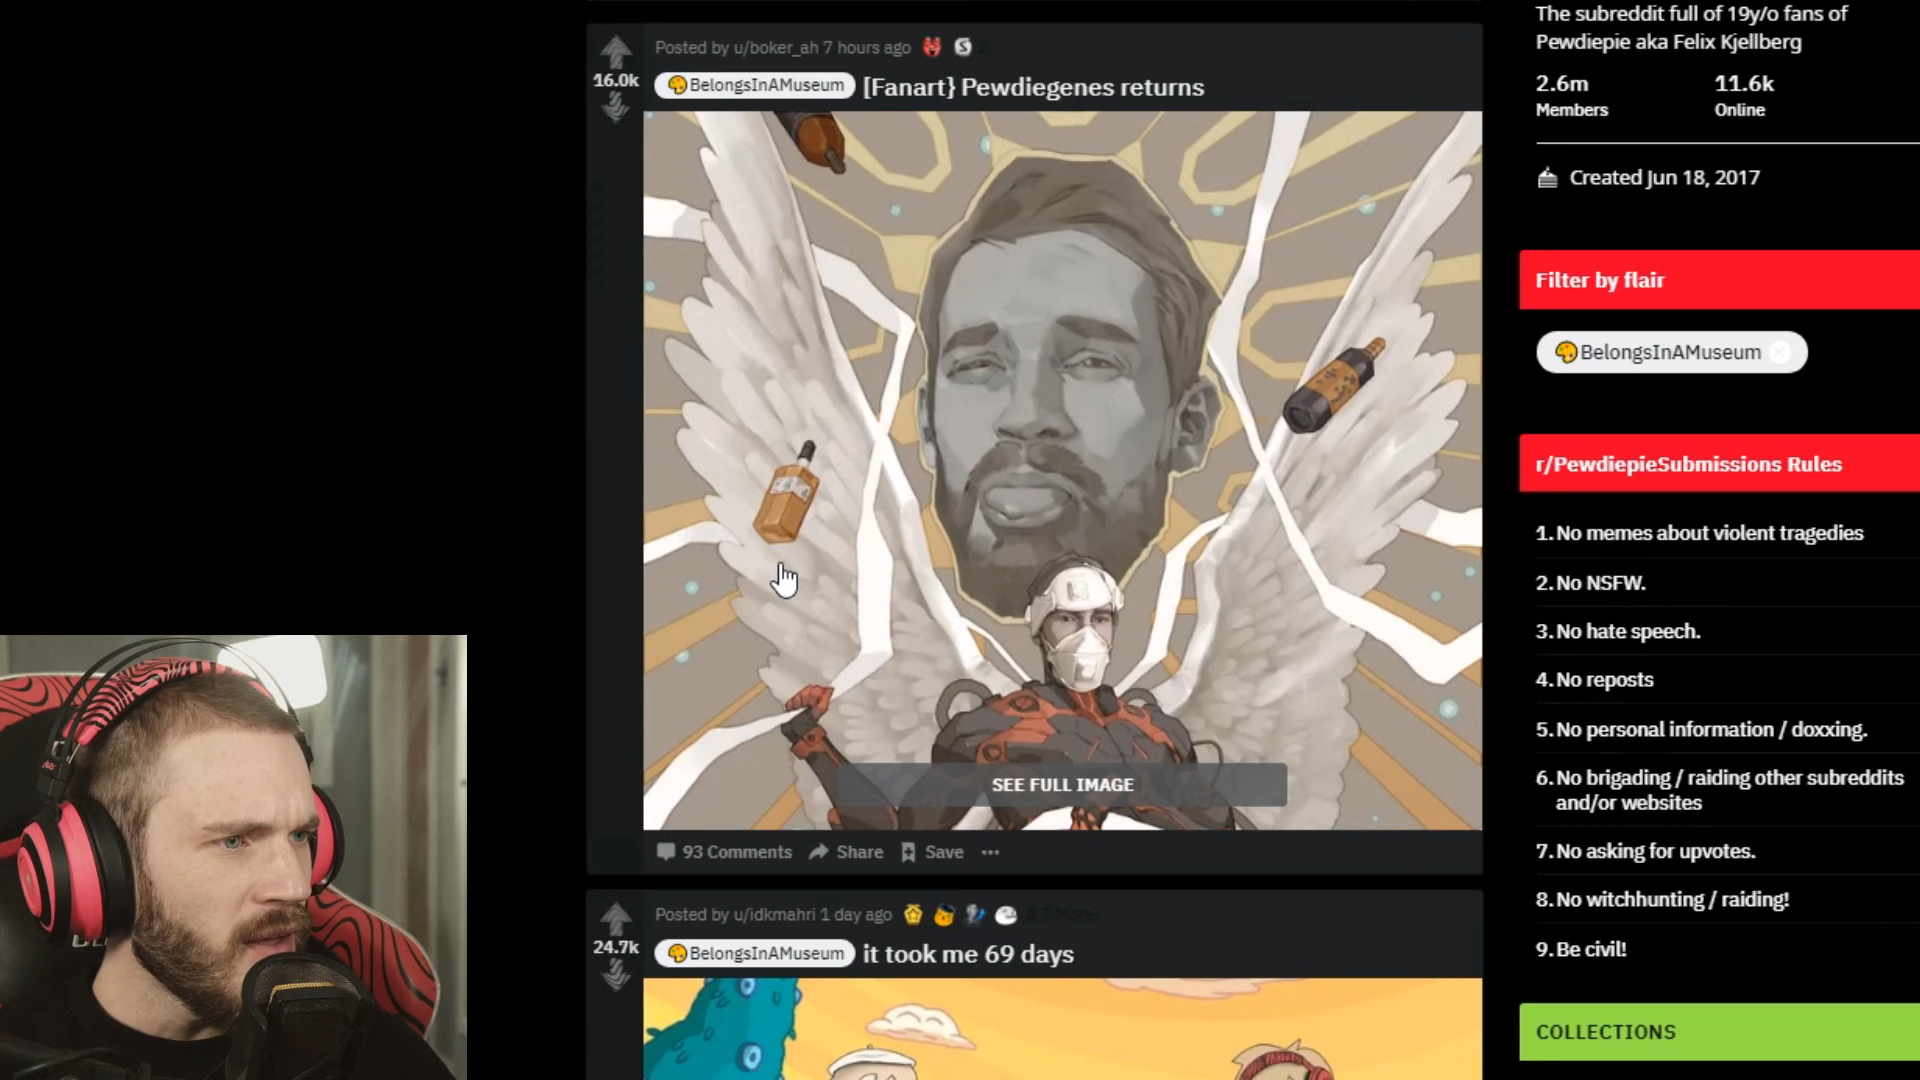 Posted by u/boker_ah 7 hours ago
16.0k
BelongsInAMuseum [Fanart} Pewdiegenes returns
SEE FULL IMAGE
93 Comments Share Save
Posted by u/idkmahri 1 day ago
24.7k
BelongsInAMuseum it took me 69 days
The subreddit full of 19y/o fans of
Pewdiepie aka Felix Kjellberg
2.6m 11.6k
Members Online
Created Jun 18, 2017
Filter by flair
BelongsInAMuseum
r/PewdiepieSubmissions Rules
1. No memes about violent tragedies
2. No NSFW.
3. No hate speech.
4. No reposts
5. No personal information / doxxing.
6. No brigading / raiding other subreddits
and/or websites
7. No asking for upvotes.
8. No witchhunting / raiding!
9. Be civil!
COLLECTIONS